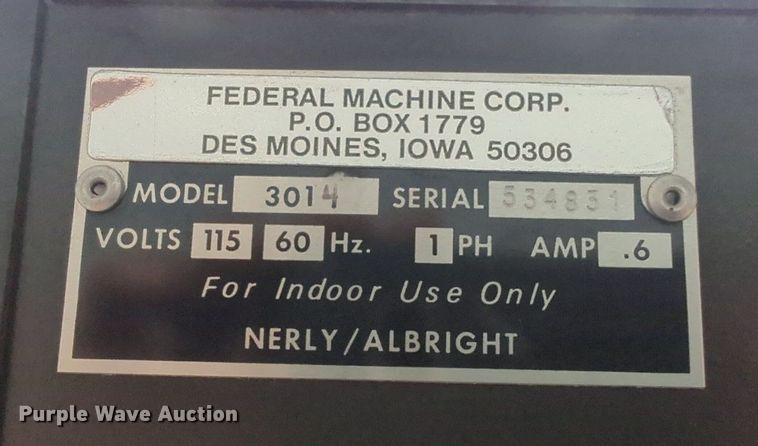 FEDERAL MACHINE CORP.
P.O. BOX 1779
DES MOINES, IOWA 50306
MODEL 3014 SERIAL 534831
VOLTS 115 60 Hz. 1 PH AMP .6
For Indoor Use Only
NERLY/ALBRIGHT
Purple Wave Auction